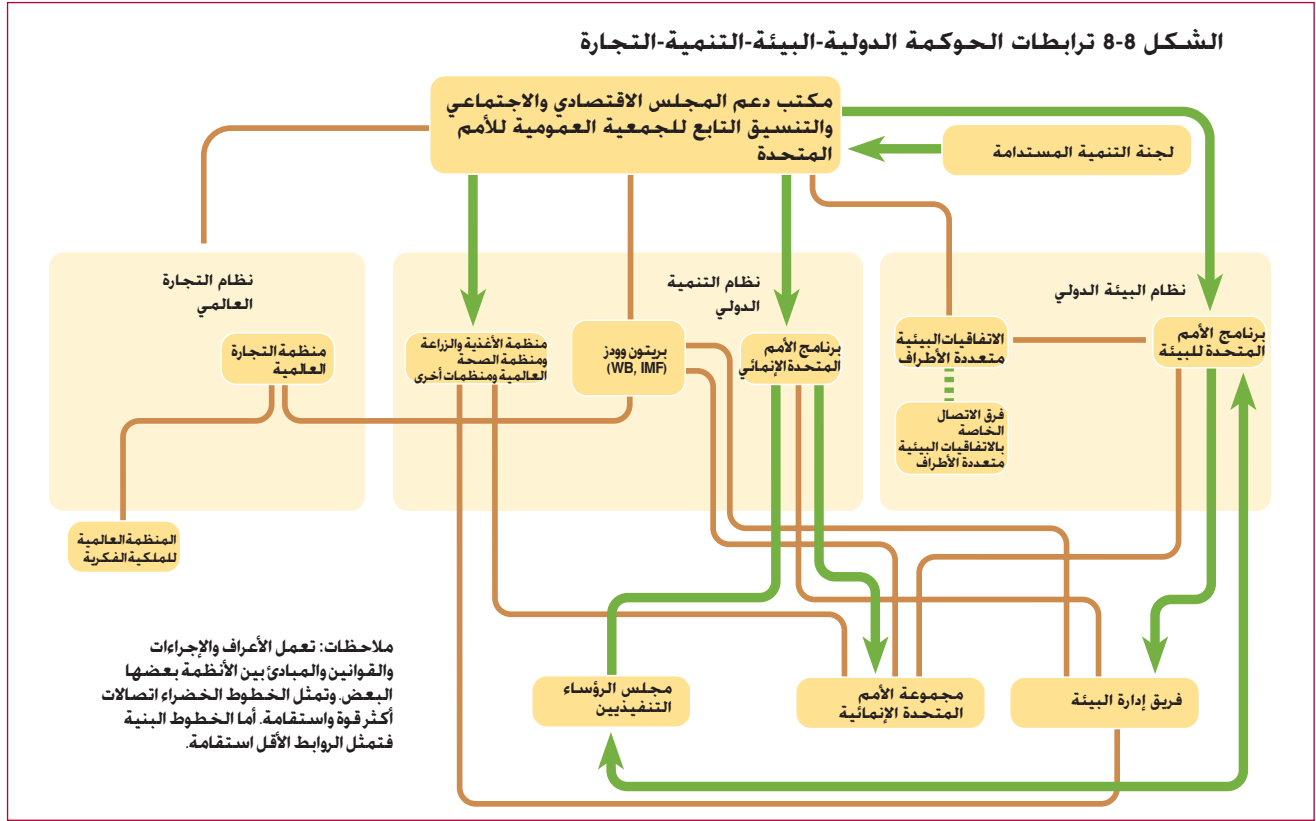 الشكل 8-8 ترابطات الحوكمة الدولية-البيئة-التنمية-التجارة
مكتب دعم المجلس الاقتصادي والاجتماعي
والتنسيق التابع للجمعية العمومية للأمم
المتحدة
لجنة التنمية المستدامة
نظام البيئة الدولي
برنامج الأمم
المتحدة للبيئة
الاتفاقيات البيئية
متعددة الأطراف
فرق الاتصال
الخاصة
بالاتفاقيات البيئية
متعددة الأطراف
نظام التنمية
الدولي
برنامج الأمم
المتحدة الإنمائي
بريتون وودز
(WB, IMF)
منظمة الأغذية والزراعة
ومنظمة الصحة
العالمية ومنظمات أخرى
نظام التجارة
العالمي
منظمة التجارة
العالمية
المنظمة العالمية
للملكية الفكرية
فريق إدارة البيئة
مجموعة الأمم
المتحدة الإنمائية
مجلس الرؤساء
التنفيذيين
ملاحظات: تعمل الأعراف والإجراءات
والقوانين والمبادئ بين الأنظمة بعضها
البعض. وتمثل الخطوط الخضراء اتصالات
أكثر قوة واستقامة. أما الخطوط البنية
فتمثل الروابط الأقل استقامة.